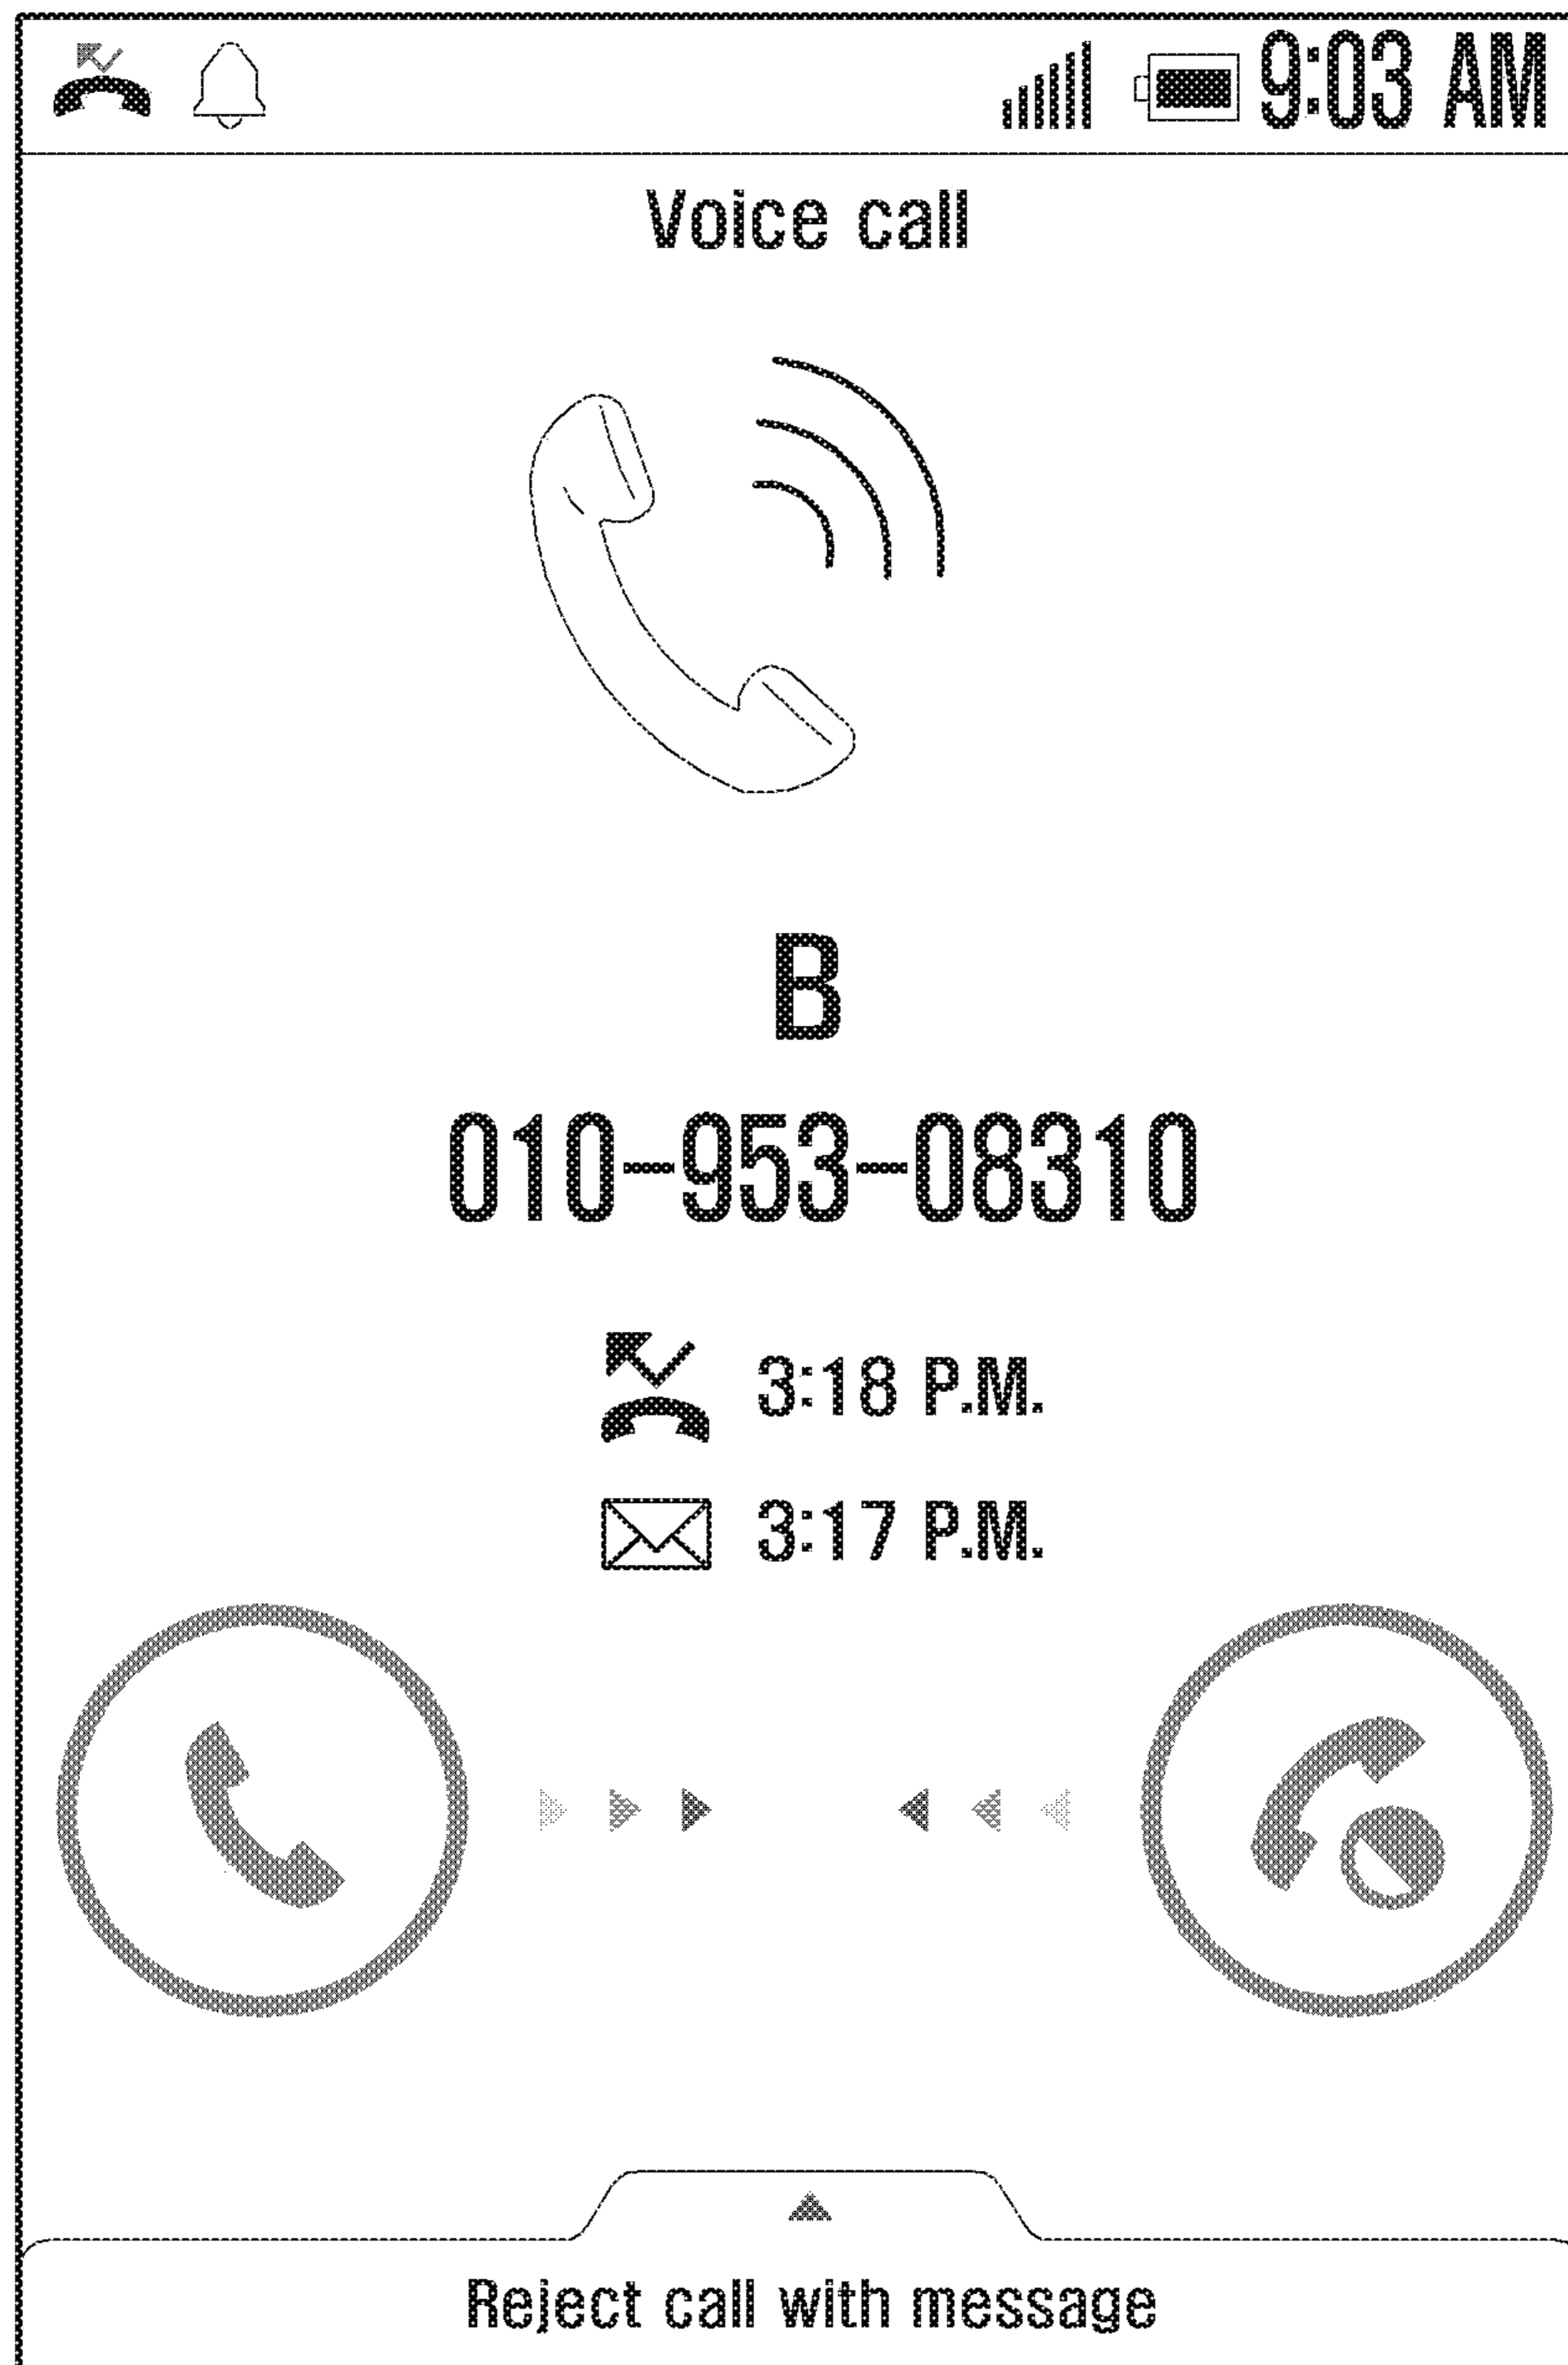 9:03 AM
Voice call
B
010-953-08310
3:18 P.M.
3:17 P.M.
Reject call with message